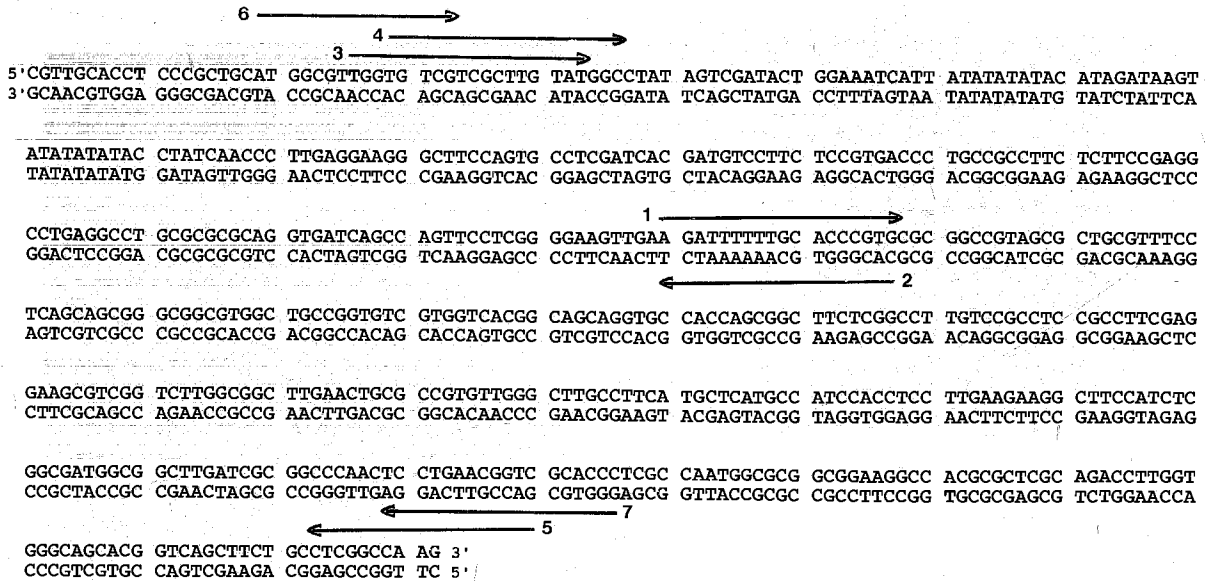 6
4
3
5'CGTTGCACCT CCCGCTGCAT GGCGTTGGTG TCGTCGCTTG TATGGCCTAT AGTCGATACT GGAAATCATT ATATATATAC ATAGATAAGT
3'GCAACGTGGA GGGCGACGTA CCGCAACCAC AGCAGCGAAC ATACCGGATA TCAGCTATGA CCTTTAGTAA TATATATATG TATCTATTCA
ATATATATAC CTATCAACCC TTGAGGAAGG GCTTCCAGTG CCTCGATCAC GATGTCCTTC TCCGTGACCC TGCCGCCTTC TCTTCCGAGG
TATATATATG GATAGTTGGG AACTCCTTCC CGAAGGTCAC GGAGCTAGTG CTACAGGAAG AGGCACTGGG ACGGCGGAAG AGAAGGCTCC
1
CCTGAGGCCT GCGCGCGCAG GTGATCAGCC AGTTCCTCGG GGAAGTTGAA GATTTTTTGC ACCCGTGCGC GGCCGTAGCG CTGCGTTTCC
GGACTCCGGA CGCGCGCGTC CACTAGTCGG TCAAGGAGCC CCTTCAACTT CTAAAAAACG TGGGCACGCG CCGGCATCGC GACGCAAAGG
2
TCAGCAGCGG GCGGCGTGGC TGCCGGTGTC GTGGTCACGG CAGCAGGTGC CACCAGCGGC TTCTCGGCCT TGTCCGCCTC CGCCTTCGAG
AGTCGTCGCC CGCCGCACCG ACGGCCACAG CACCAGTGCC GTCGTCCACG GTGGTCGCCG AAGAGCCGGA ACAGGCGGAG GCGGAAGCTC
GAAGCGTCGG TCTTGGCGGC TTGAACTGCG CCGTGTTGGG CTTGCCTTCA TGCTCATGCC ATCCACCTCC TTGAAGAAGG CTTCCATCTC
CTTCGCAGCC AGAACCGCCG AACTTGACGC GGCACAACCC GAACGGAAGT ACGAGTACGG TAGGTGGAGG AACTTCTTCC GAAGGTAGAG
GGCGATGGCG GCTTGATCGC GGCCCAACTC CTGAACGGTC GCACCCTCGC CAATGGCGCG GCGGAAGGCC ACGCGCTCGC AGACCTTGGT
CCGCTACCGC CGAACTAGCG CCGGGTTGAG GACTTGCCAG CGTGGGAGCG GTTACCGCGC CGCCTTCCGG TGCGCGAGCG TCTGGAACCA
7
5
GGGCAGCACG GTCAGCTTCT GCCTCGGCCA AG 3'
CCCGTCGTGC CAGTCGAAGA CGGAGCCGGT TC 5'